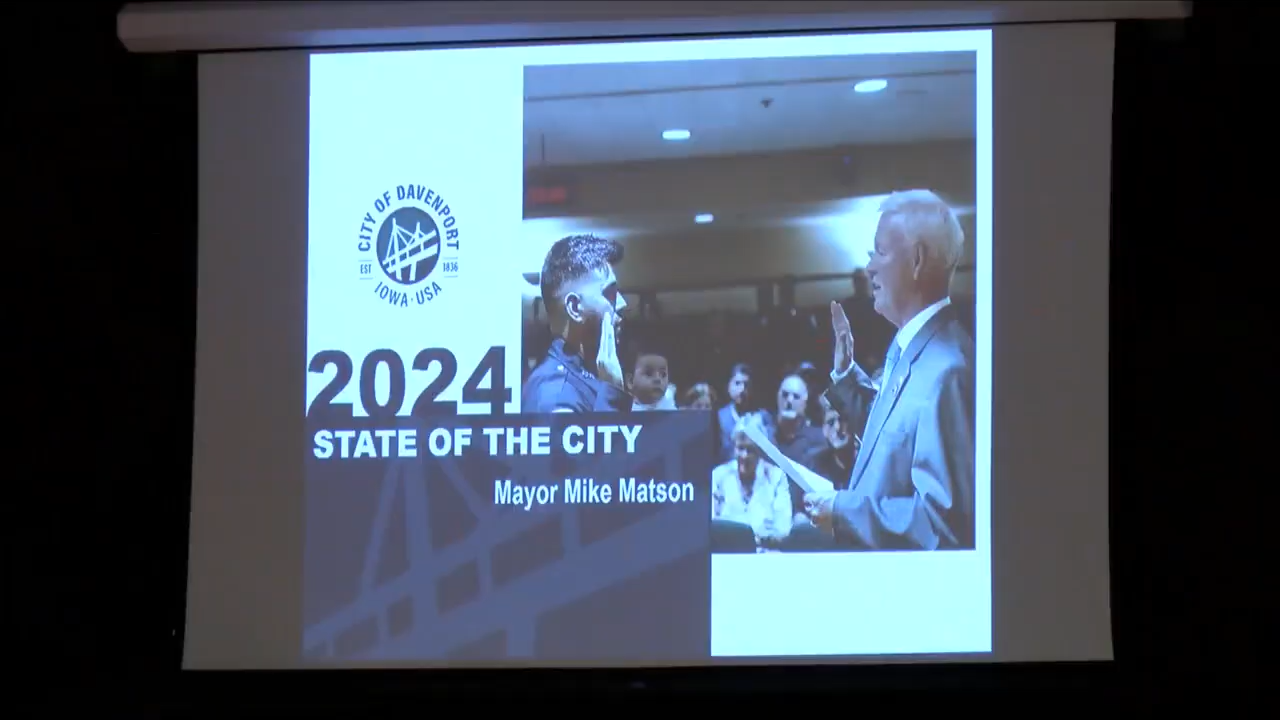 CITY OF DAVENPORT
EST 1836
IOWA · USA
2024
STATE OF THE CITY
Mayor Mike Matson